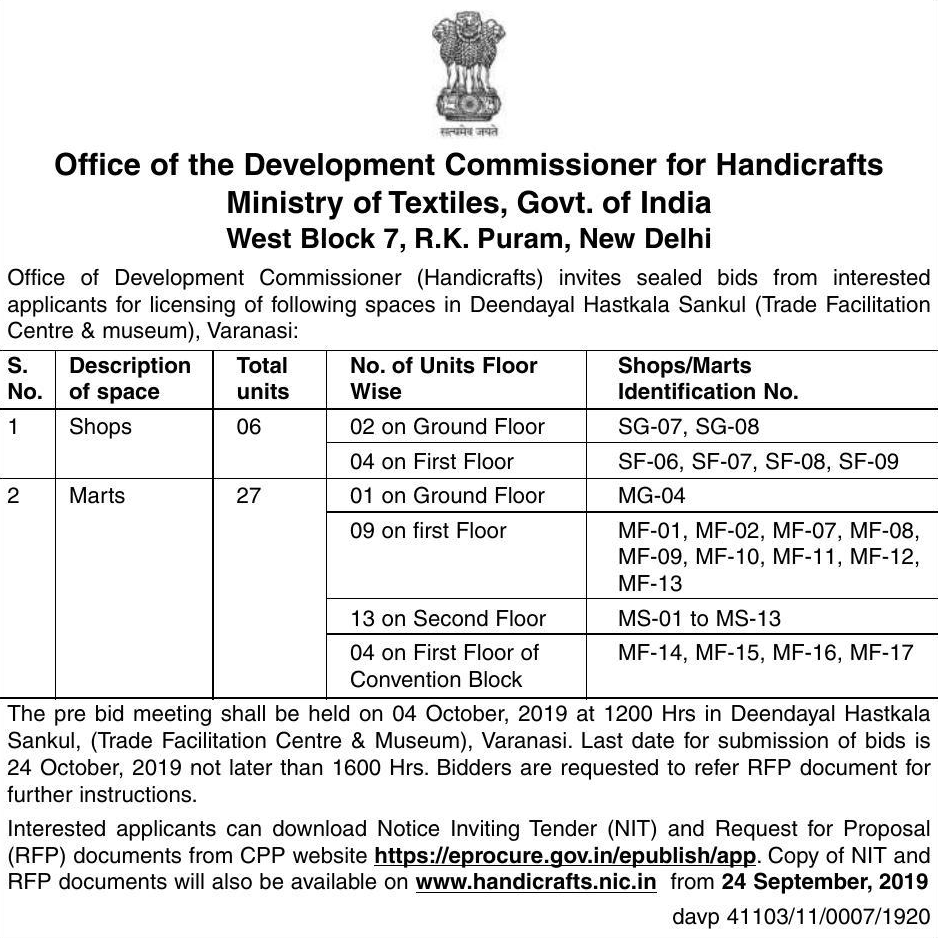 सत्यमेव जयते
Office of the Development Commissioner for Handicrafts
Ministry of Textiles, Govt. of India
West Block 7, R.K. Puram, New Delhi
Office of Development Commissioner (Handicrafts) invites sealed bids from interested
applicants for licensing of following spaces in Deendayal Hastkala Sankul (Trade Facilitation
Centre & museum), Varanasi:
S. No. Description of space Total units No. of Units Floor Wise Shops/Marts Identification No.
1 Shops 06 02 on Ground Floor SG-07, SG-08
04 on First Floor SF-06, SF-07, SF-08, SF-09
2 Marts 27 01 on Ground Floor MG-04
09 on first Floor MF-01, MF-02, MF-07, MF-08,
MF-09, MF-10, MF-11, MF-12,
MF-13
13 on Second Floor MS-01 to MS-13
04 on First Floor of MF-14, MF-15, MF-16, MF-17
Convention Block
The pre bid meeting shall be held on 04 October, 2019 at 1200 Hrs in Deendayal Hastkala
Sankul, (Trade Facilitation Centre & Museum), Varanasi. Last date for submission of bids is
24 October, 2019 not later than 1600 Hrs. Bidders are requested to refer RFP document for
further instructions.
Interested applicants can download Notice Inviting Tender (NIT) and Request for Proposal
(RFP) documents from CPP website https://eprocure.gov.in/epublish/app. Copy of NIT and
RFP documents will also be available on www.handicrafts.nic.in from 24 September, 2019
davp 41103/11/0007/1920